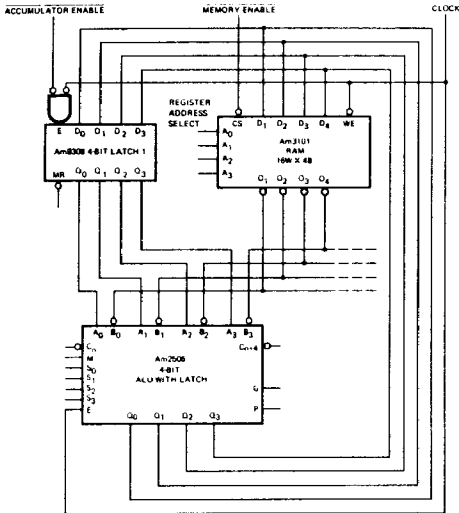 ACCUMULATOR ENABLE MEMORY ENABLE CLOCK
REGISTER
ADDRESS
SELECT
E D0 D1 D2 D3
Am9308 4-BIT LATCH 1
MR Q0 Q1 Q2 Q3
CS D1 D2 D3 D4 WE
A0
A1
A2
A3
Am3101
RAM
16W X 4B
O1 O2 O3 O4
A0 B0 A1 B1 A2 B2 A3 B3
Cn
M
S0
S1
S2
S3
E
Am2506
4-BIT
ALU WITH LATCH
Cn+4
G
P
Q0 Q1 Q2 Q3